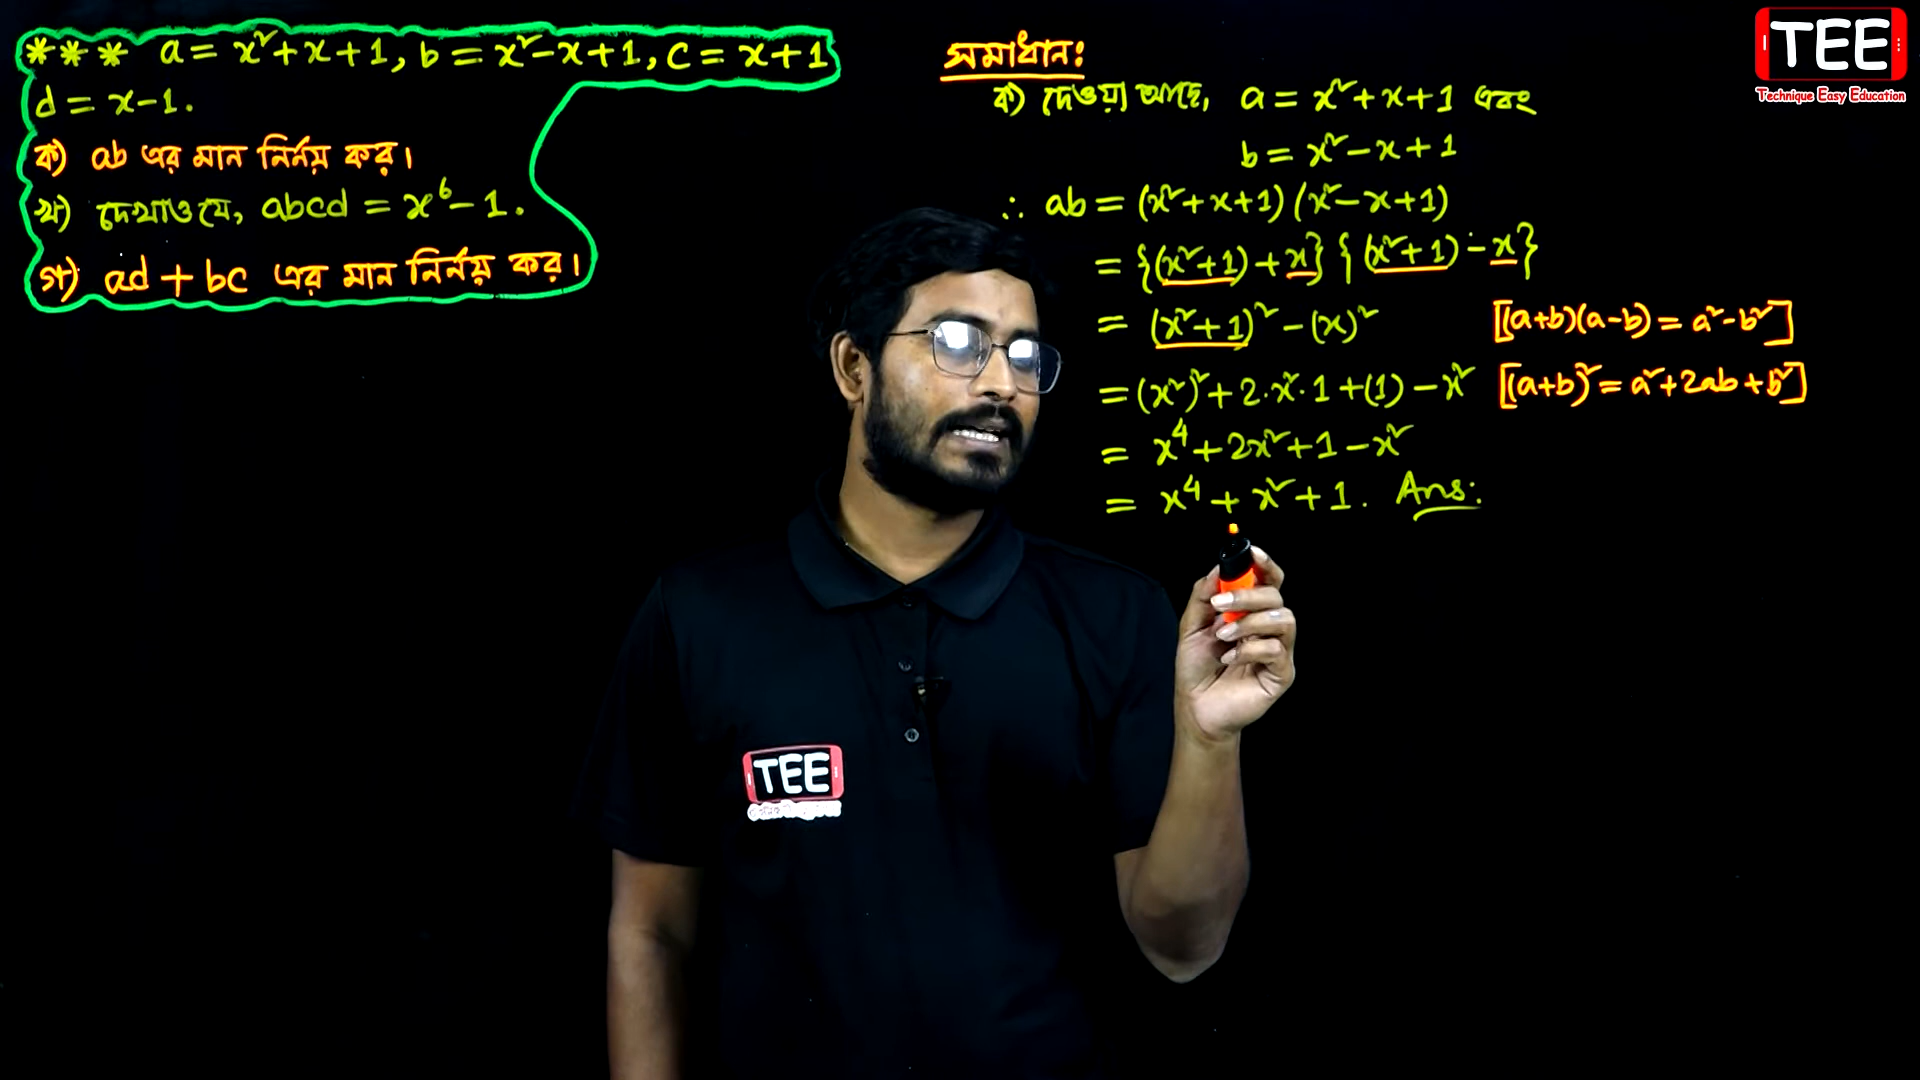 *** a = x²+x+1, b = x²-x+1, c = x+1
d = x-1.
ক) ab এর মান নির্নয় কর।
খ) দেখাও যে, abcd = x⁶-1.
গ) ad + bc এর মান নির্নয় কর।
সমাধান:
ক) দেওয়া আছে, a = x²+x+1 এবং
b = x²-x+1
∴ ab = (x²+x+1)(x²-x+1)
= {(x²+1)+x}{(x²+1)-x}
= (x²+1)²-(x)² [(a+b)(a-b) = a²-b²]
= (x²)²+2·x²·1+(1)-x² [(a+b)² = a²+2ab+b²]
= x⁴+2x²+1-x²
= x⁴+x²+1. Ans:
TEE
Technique Easy Education
TEE